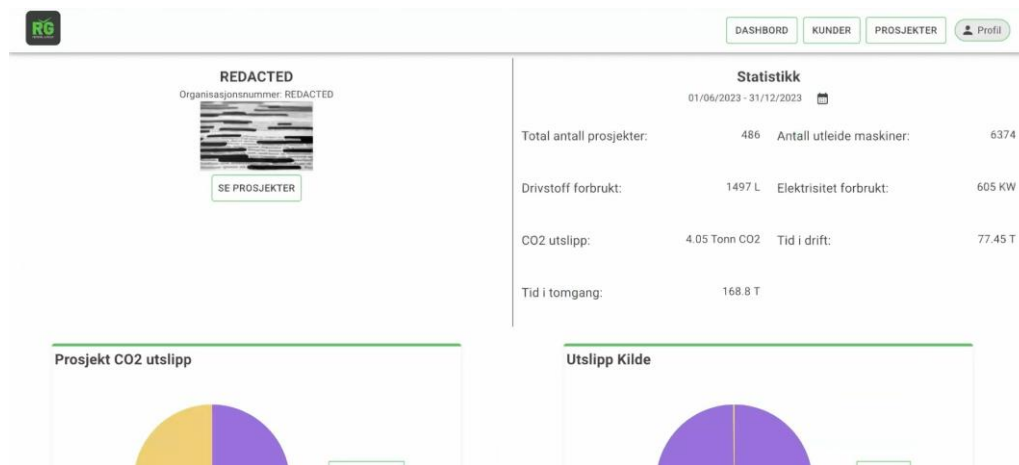 RG
DASHBORD
KUNDER
PROSJEKTER
Profil
REDACTED
Organisasjonsnummer: REDACTED
SE PROSJEKTER
Statistikk
01/06/2023 - 31/12/2023
Total antall prosjekter: 486 Antall utleide maskiner: 6374
Drivstoff forbrukt: 1497 L Elektrisitet forbrukt: 605 KW
CO2 utslipp: 4.05 Tonn CO2 Tid i drift: 77.45 T
Tid i tomgang: 168.8 T
Prosjekt CO2 utslipp
Utslipp Kilde